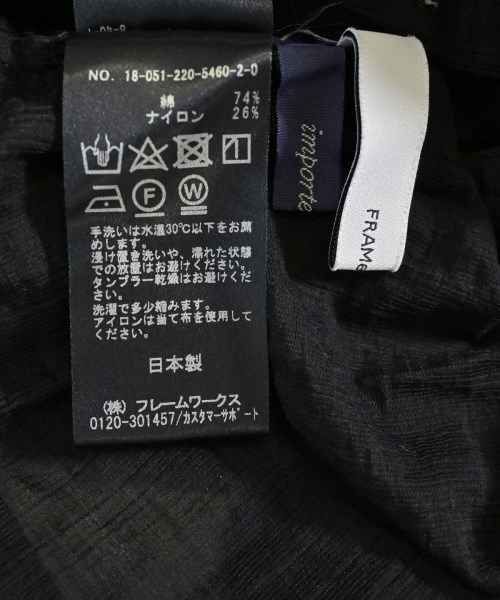 NO. 18-051-220-5460-2-0
綿 74%
ナイロン 26%
F W
手洗いは水温30℃以下をお薦
めします。
浸け置き洗いや、濡れた状態
での放置はお避けください。
タンブラー乾燥はお避けくだ
さい。
洗濯で多少縮みます。
アイロンは当て布を使用して
ください。
日本製
(株) フレームワークス
0120-301457/カスタマーサポート
importe
FRAMe